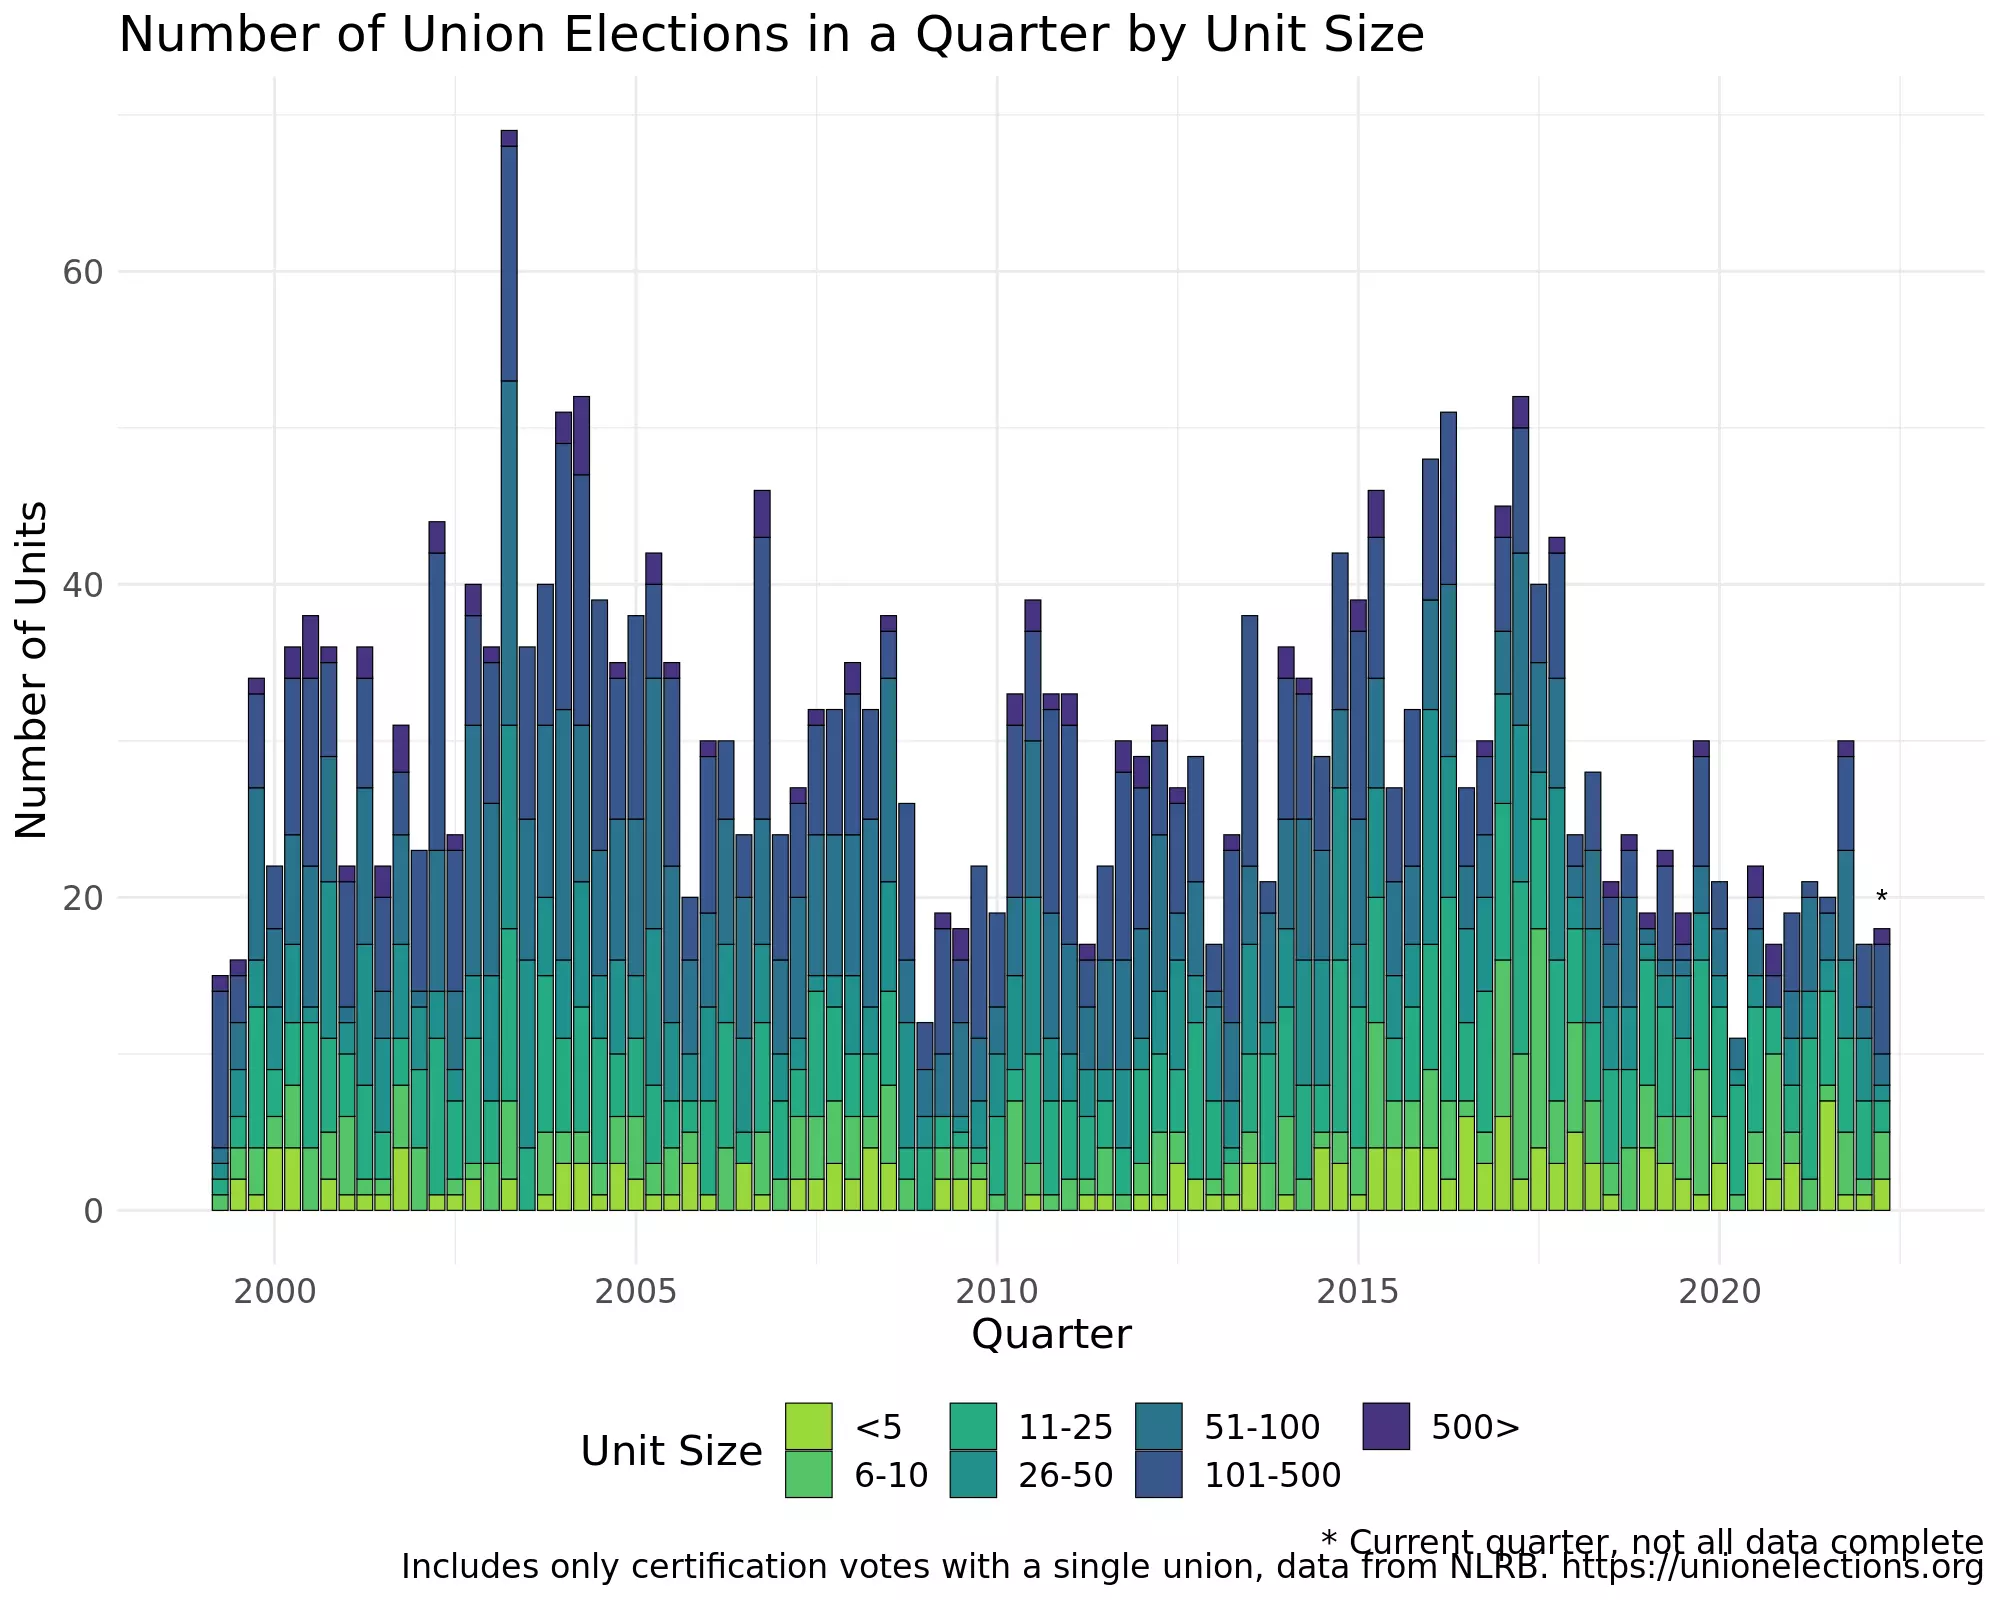 Number of Union Elections in a Quarter by Unit Size
Number of Units
60
40
20
0
*
2000 2005 2010 2015 2020
Quarter
Unit Size
<5 11-25 51-100 500>
6-10 26-50 101-500
* Current quarter, not all data complete
Includes only certification votes with a single union, data from NLRB. https://unionelections.org